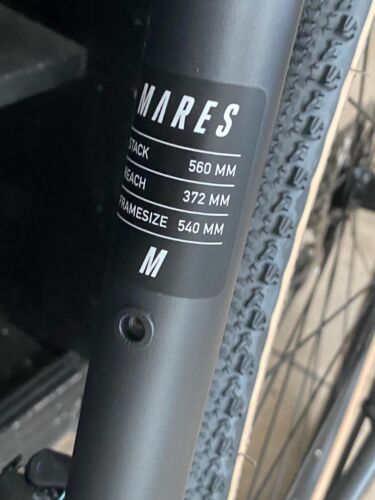 MARES
STACK 560 MM
REACH 372 MM
FRAMESIZE 540 MM
M